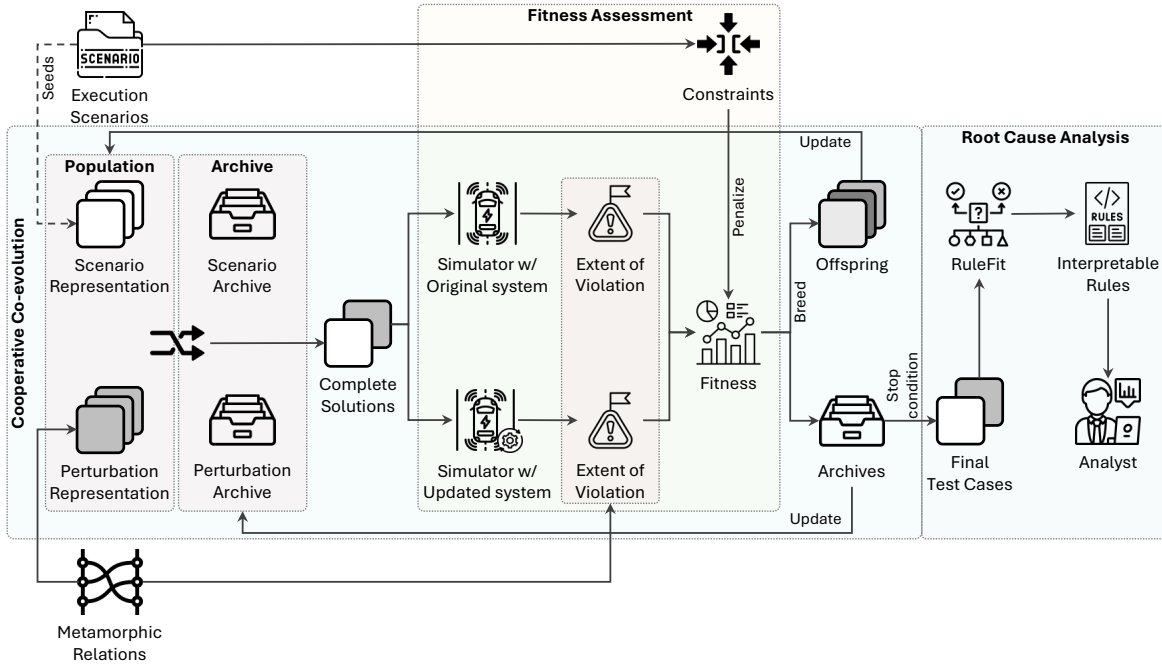 Fitness Assessment
SCENARIO
Seeds
Execution
Scenarios
Constraints
Cooperative Co-evolution
Population
Archive
Update
Root Cause Analysis
Penalize
Scenario
Representation
Scenario
Archive
Simulator w/
Original system
Extent of
Violation
Offspring
RuleFit
RULES
Interpretable
Rules
Breed
Complete
Solutions
Fitness
Stop
condition
Perturbation
Representation
Perturbation
Archive
Simulator w/
Updated system
Extent of
Violation
Archives
Final
Test Cases
Analyst
Update
Metamorphic
Relations